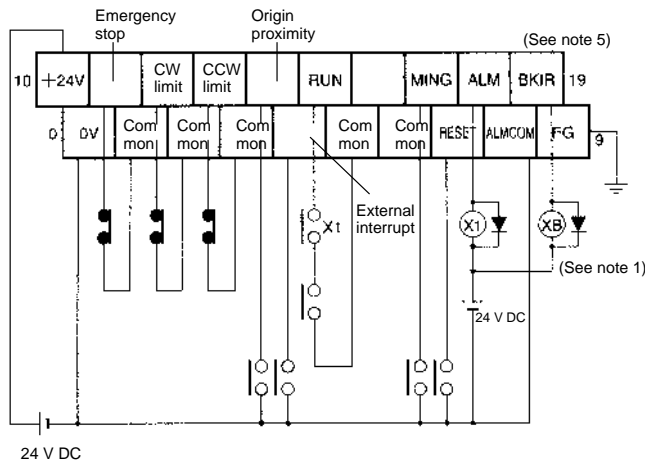 Emergency
stop
Origin
proximity
(See note 5)
10
+24V
CW
limit
CCW
limit
RUN
MING
ALM
BKIR
19
0
0V
Com
mon
Com
mon
Com
mon
Com
mon
Com
mon
RESET
ALMCOM
FG
9
External
interrupt
X1
X1
XB
(See note 1)
24 V DC
24 V DC